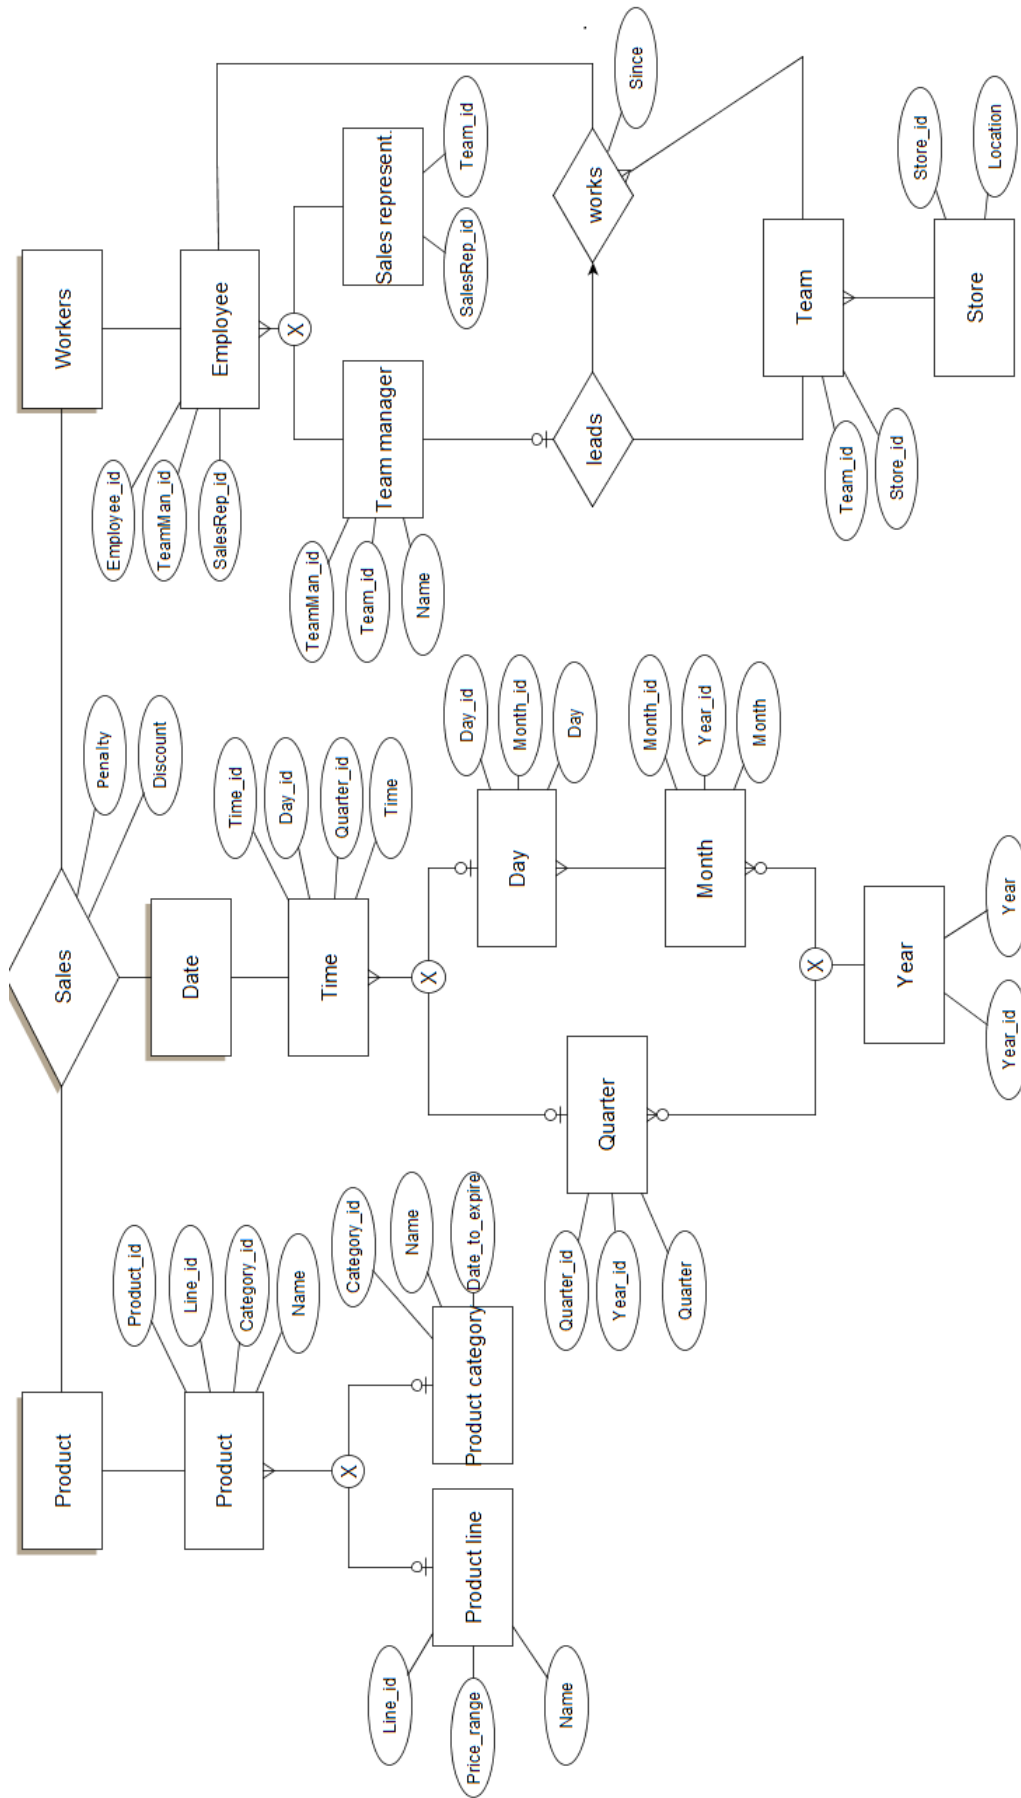 Product
Sales
Workers
Penalty
Discount
Product
Product_id
Line_id
Category_id
Name
Date
Time
Time_id
Day_id
Quarter_id
Time
Employee_id
TeamMan_id
SalesRep_id
Employee
X
X
X
Product line
Line_id
Price_range
Name
Product category
Category_id
Name
Date_to_expire
Quarter
Quarter_id
Year_id
Quarter
Day
Day_id
Month_id
Day
Month
Month_id
Year_id
Month
X
Year
Year_id
Year
Team manager
TeamMan_id
Team_id
Name
Sales represent.
SalesRep_id
Team_id
leads
works
Since
Team
Team_id
Store_id
Store
Store_id
Location